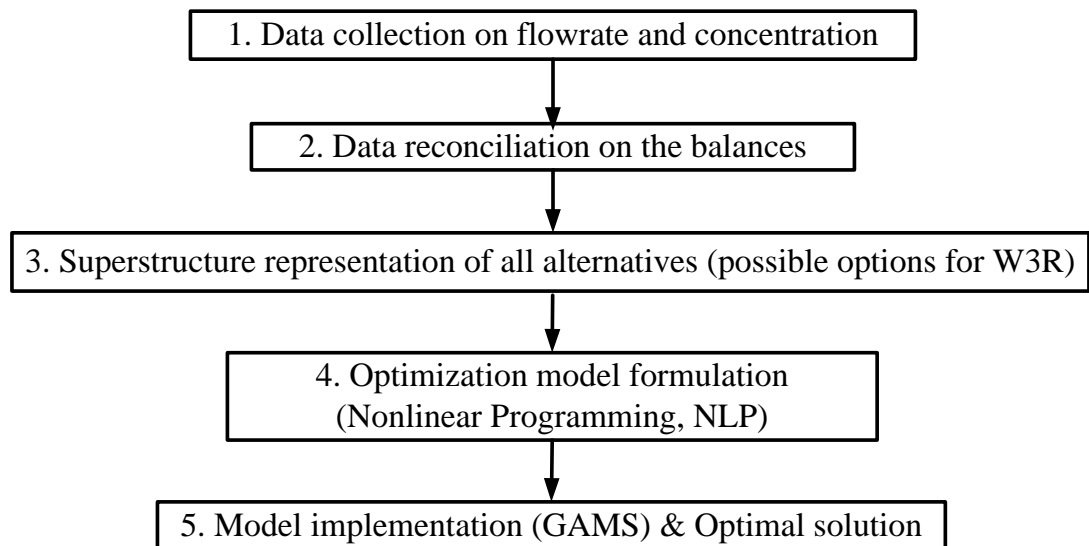 1. Data collection on flowrate and concentration
2. Data reconciliation on the balances
3. Superstructure representation of all alternatives (possible options for W3R)
4. Optimization model formulation
(Nonlinear Programming, NLP)
5. Model implementation (GAMS) & Optimal solution